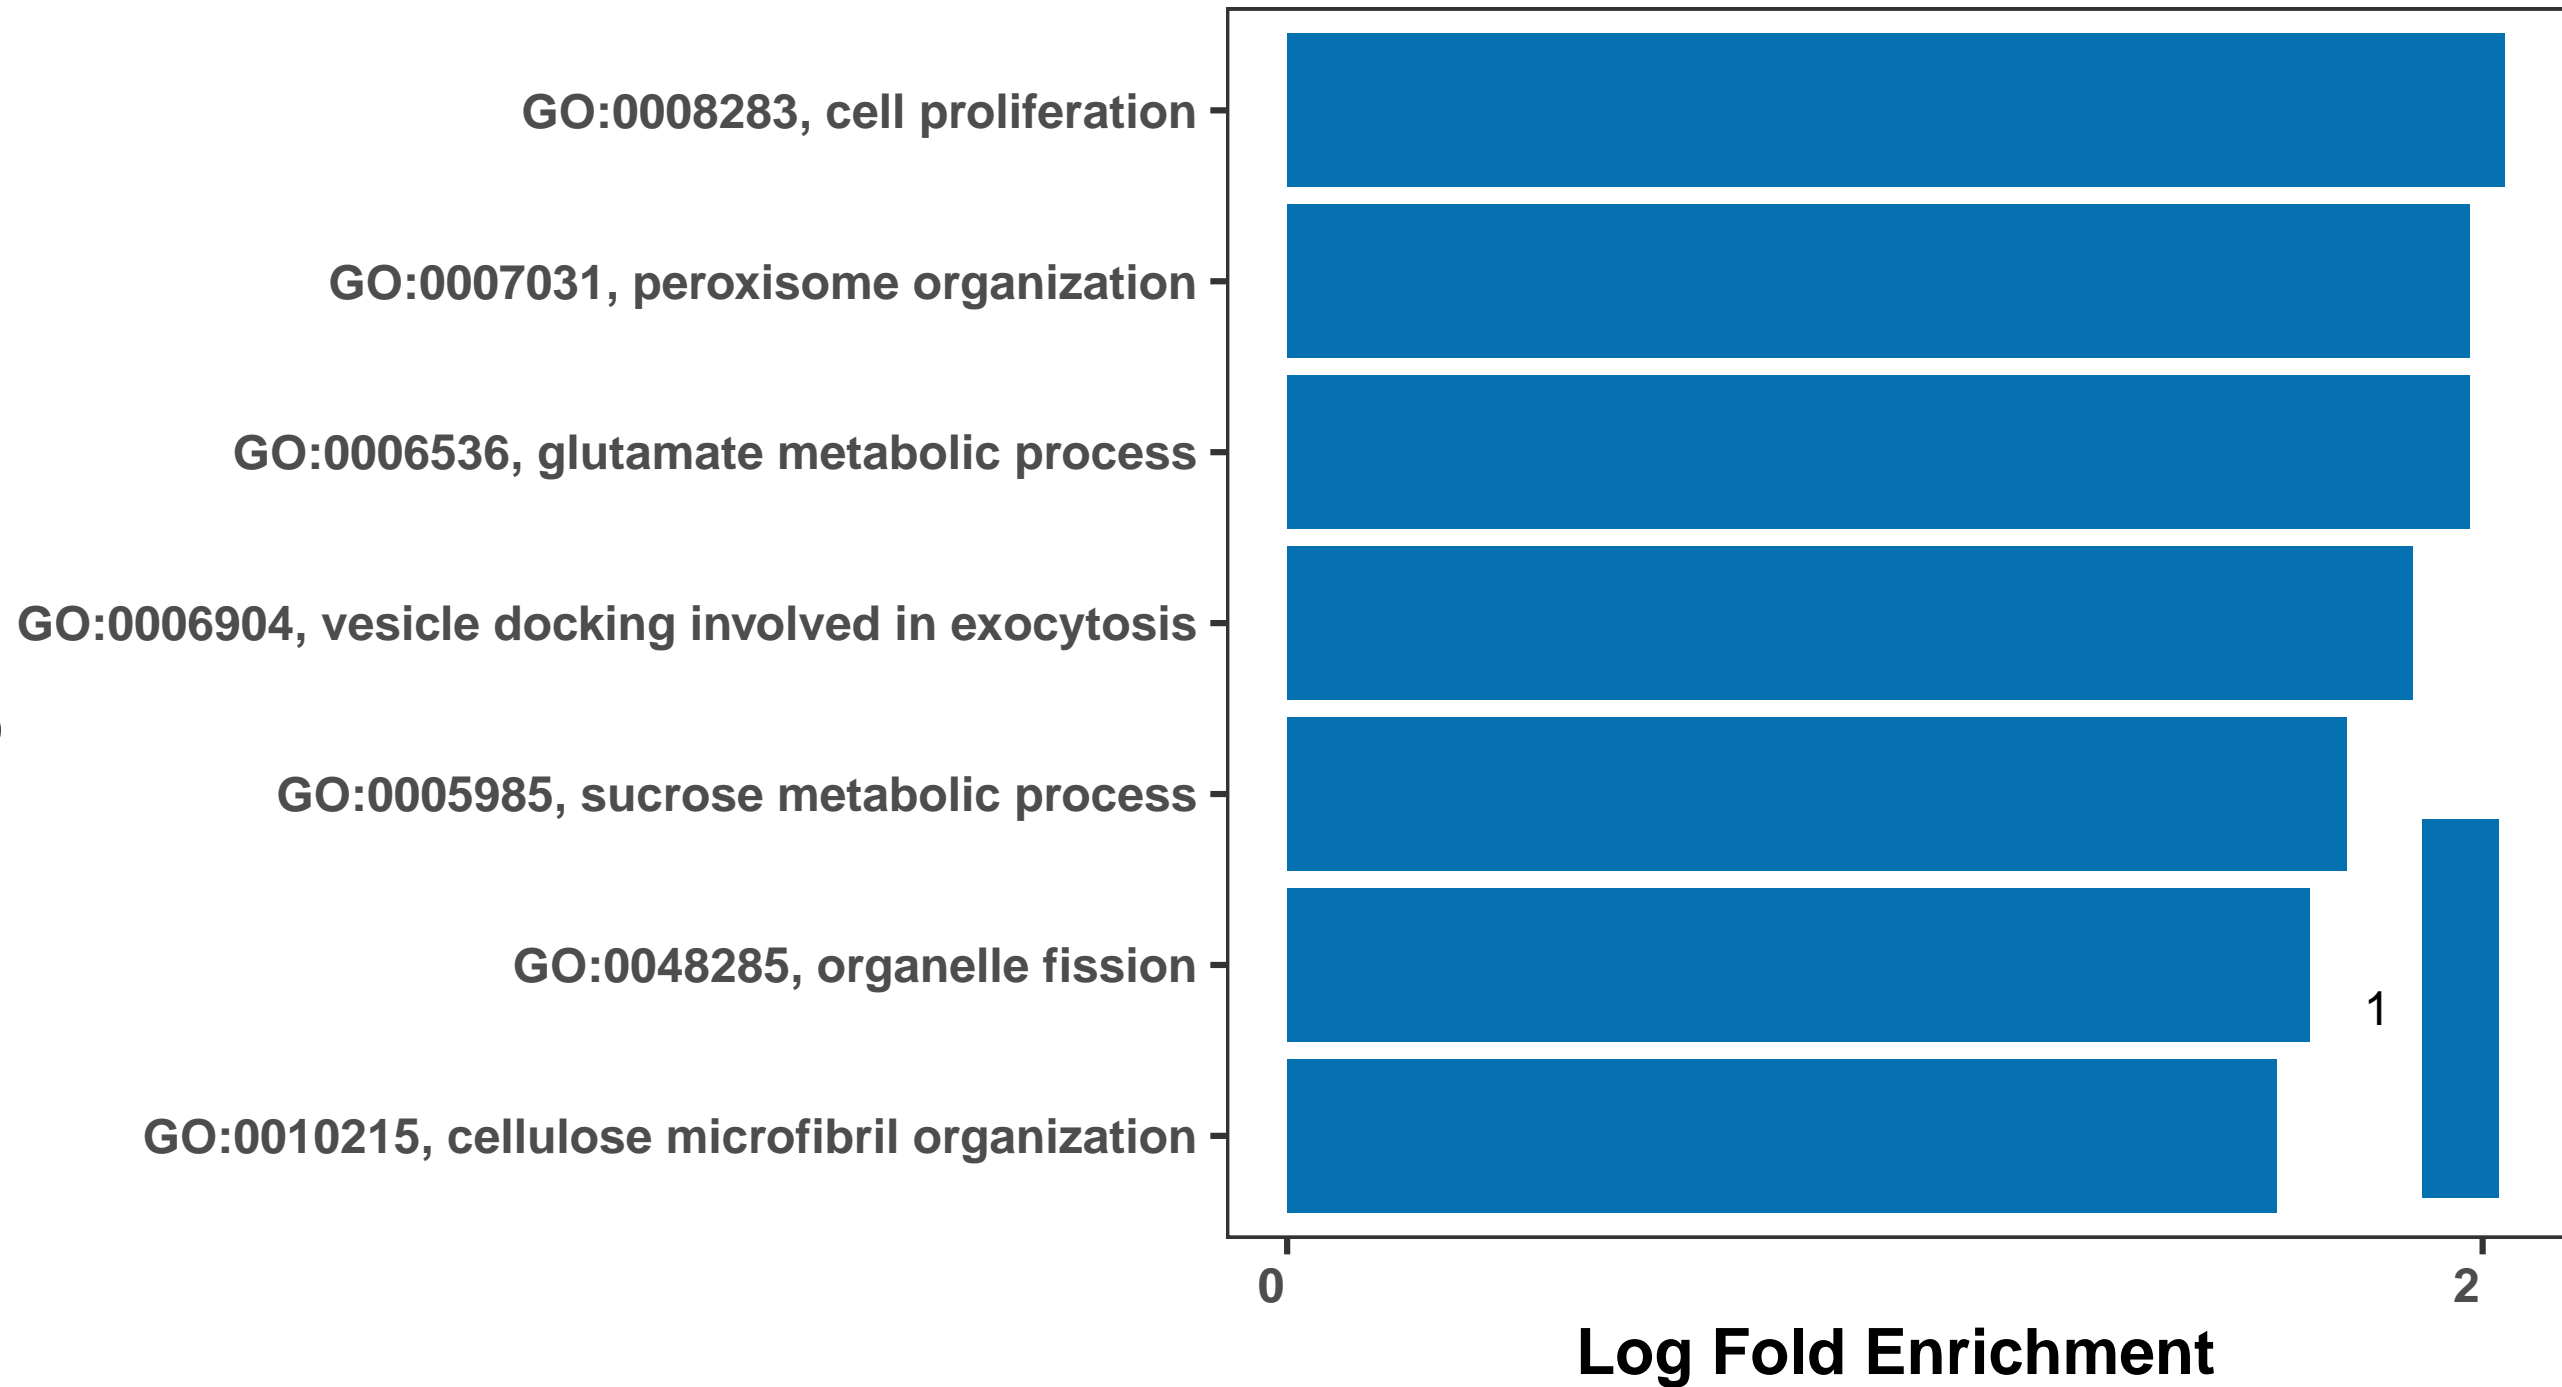 GO:0008283, cell proliferation
GO:0007031, peroxisome organization
GO:0006536, glutamate metabolic process
GO:0006904, vesicle docking involved in exocytosis
GO:0005985, sucrose metabolic process
GO:0048285, organelle fission
1
GO:0010215, cellulose microfibril organization
0 2
Log Fold Enrichment